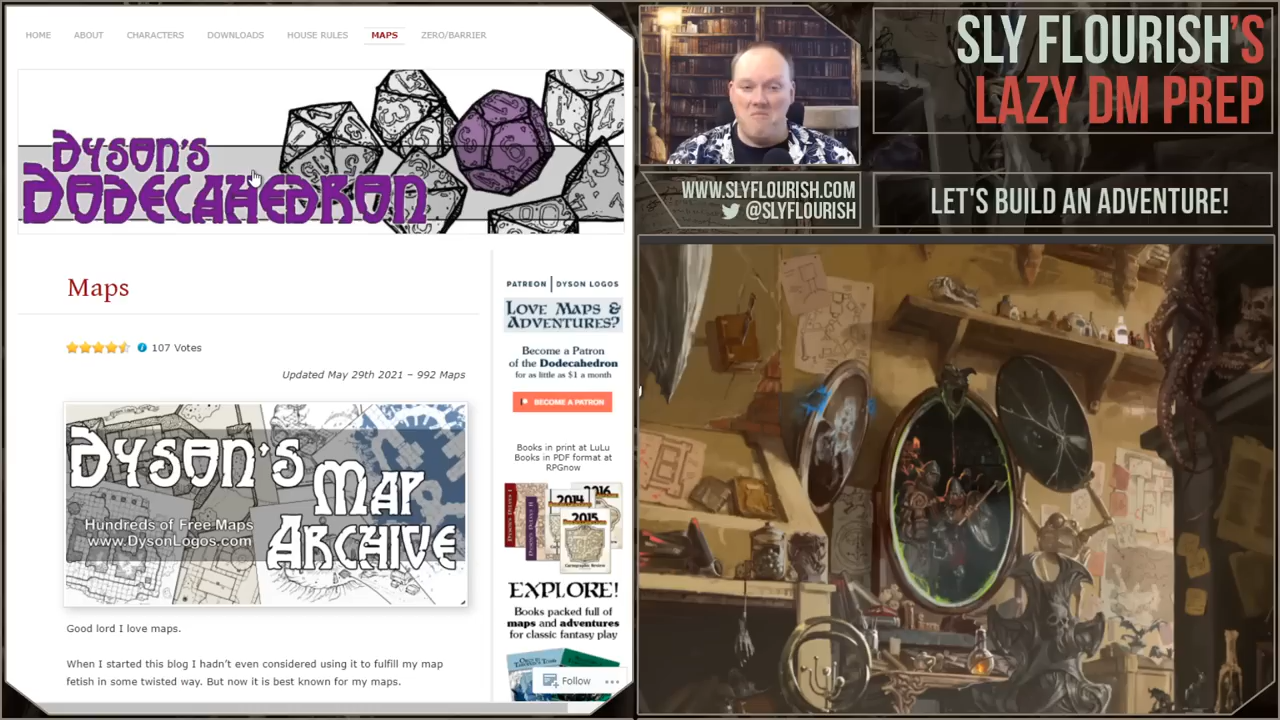 HOME ABOUT CHARACTERS DOWNLOADS HOUSE RULES MAPS ZERO/BARRIER
DYSON'S
DODECAHEDRON
Maps
107 Votes
Updated May 29th 2021 – 992 Maps
DYSON'S
MAP
ARCHIVE
Hundreds of Free Maps
www.DysonLogos.com
Good lord I love maps.
When I started this blog I hadn't even considered using it to fulfill my map
fetish in some twisted way. But now it is best known for my maps.
PATREON | DYSON LOGOS
LOVE MAPS &
ADVENTURES?
Become a Patron
of the Dodecahedron
for as little as $1 a month
BECOME A PATRON
Books in print at LuLu
Books in PDF format at
RPGnow
2014
2016
2015
EXPLORE!
Books packed full of
maps and adventures
for classic fantasy play
Follow
SLY FLOURISH'S
LAZY DM PREP
WWW.SLYFLOURISH.COM
@SLYFLOURISH
LET'S BUILD AN ADVENTURE!